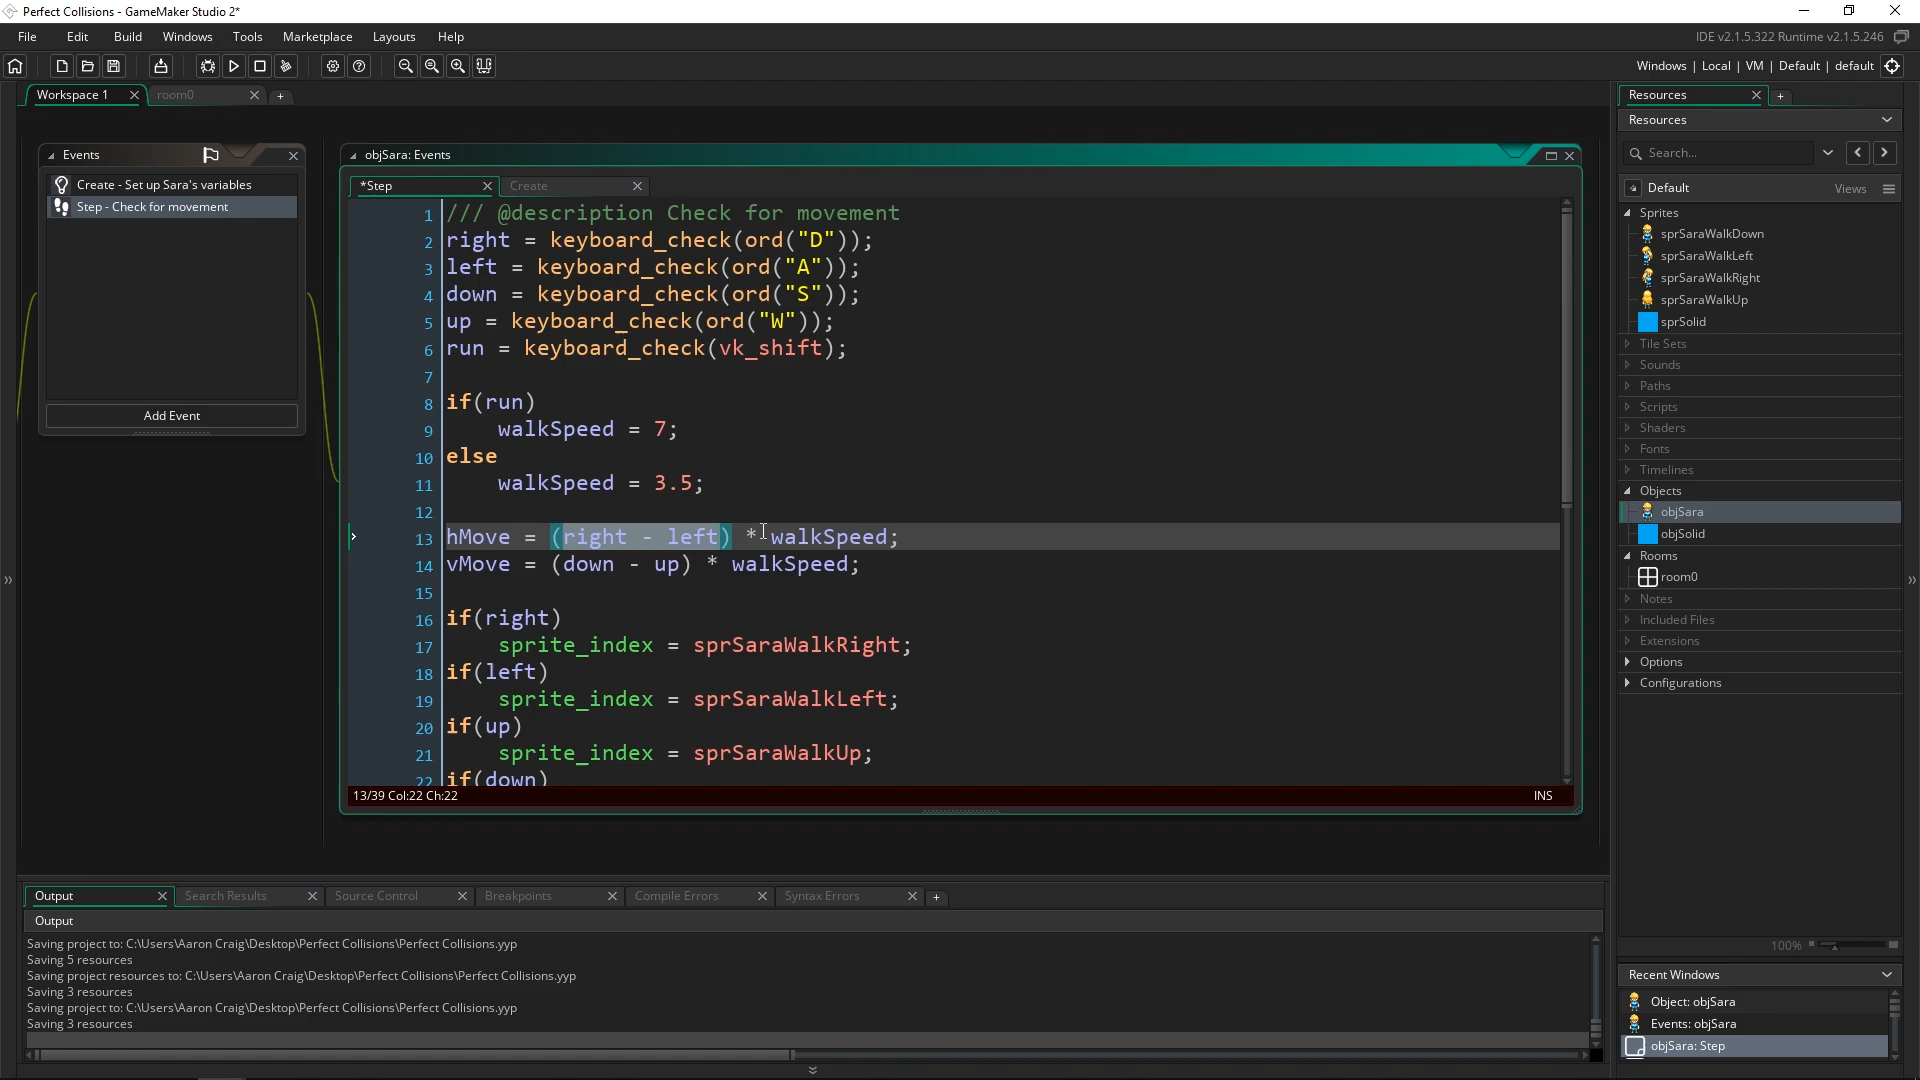 Perfect Collisions - GameMaker Studio 2*
File Edit Build Windows Tools Marketplace Layouts Help
IDE v2.1.5.322 Runtime v2.1.5.246
Windows | Local | VM | Default | default
Workspace 1
room0
Events
Create - Set up Sara's variables
Step - Check for movement
Add Event
objSara: Events
*Step
Create
1 /// @description Check for movement
2 right = keyboard_check(ord("D"));
3 left = keyboard_check(ord("A"));
4 down = keyboard_check(ord("S"));
5 up = keyboard_check(ord("W"));
6 run = keyboard_check(vk_shift);
7
8 if(run)
9 walkSpeed = 7;
10 else
11 walkSpeed = 3.5;
12
13 hMove = (right - left) * walkSpeed;
14 vMove = (down - up) * walkSpeed;
15
16 if(right)
17 sprite_index = sprSaraWalkRight;
18 if(left)
19 sprite_index = sprSaraWalkLeft;
20 if(up)
21 sprite_index = sprSaraWalkUp;
22 if(down)
13/39 Col:22 Ch:22
INS
Output
Search Results
Source Control
Breakpoints
Compile Errors
Syntax Errors
Output
Saving project to: C:\Users\Aaron Craig\Desktop\Perfect Collisions\Perfect Collisions.yyp
Saving 5 resources
Saving project resources to: C:\Users\Aaron Craig\Desktop\Perfect Collisions\Perfect Collisions.yyp
Saving 3 resources
Saving project to: C:\Users\Aaron Craig\Desktop\Perfect Collisions\Perfect Collisions.yyp
Saving 3 resources
Resources
Resources
Search...
Default
Views
Sprites
sprSaraWalkDown
sprSaraWalkLeft
sprSaraWalkRight
sprSaraWalkUp
sprSolid
Tile Sets
Sounds
Paths
Scripts
Shaders
Fonts
Timelines
Objects
objSara
objSolid
Rooms
room0
Notes
Included Files
Extensions
Options
Configurations
100%
Recent Windows
Object: objSara
Events: objSara
objSara: Step